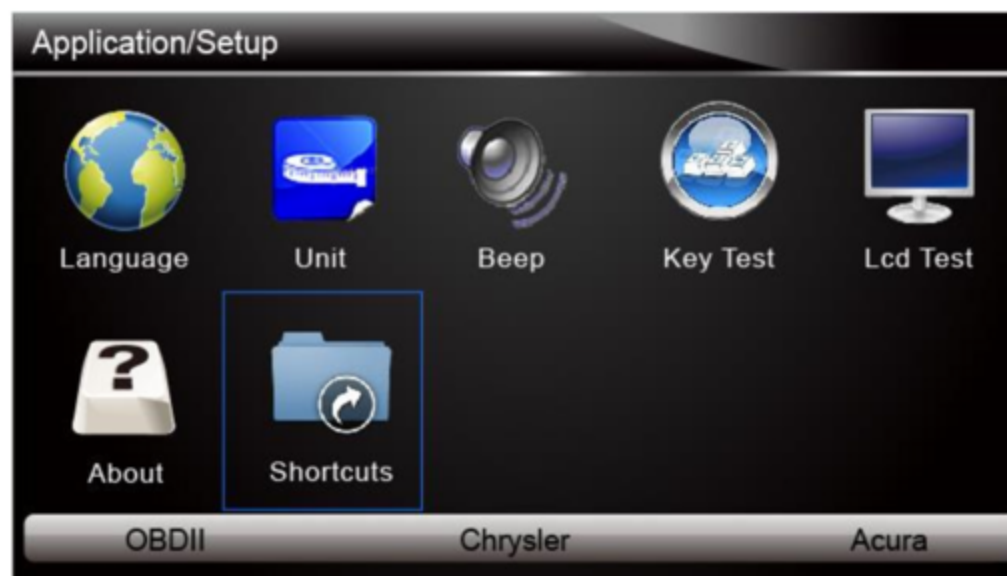 Application/Setup
Language Unit Beep Key Test Lcd Test
?
About Shortcuts
OBDII Chrysler Acura